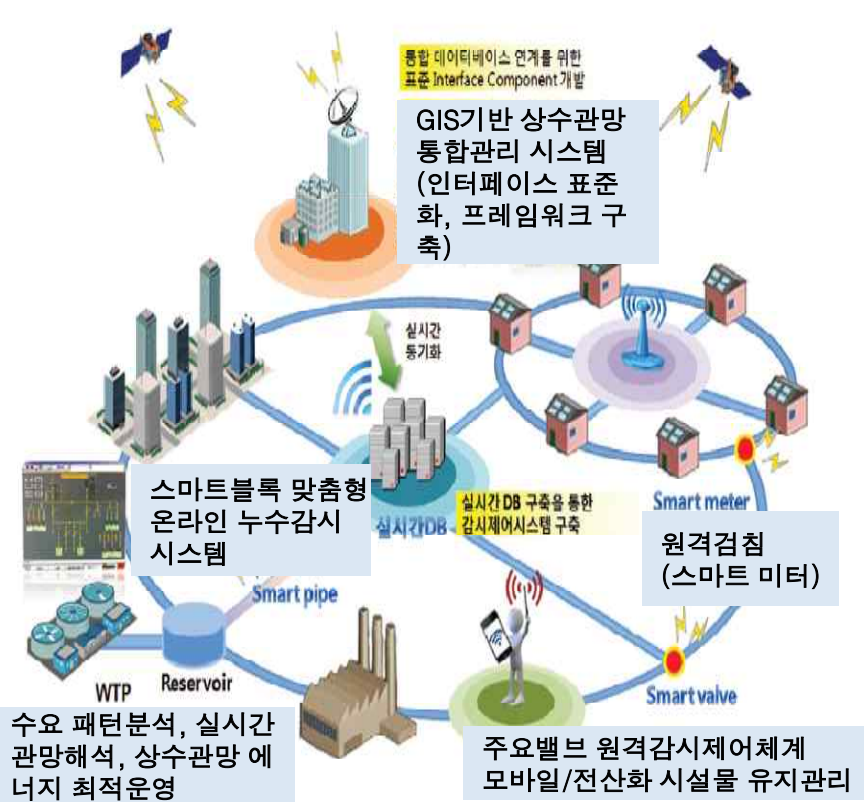 통합 데이터베이스 연계를 위한
표준 Interface Component 개발
GIS기반 상수관망
통합관리 시스템
(인터페이스 표준
화, 프레임워크 구
축)
실시간
동기화
스마트블록 맞춤형
온라인 누수감시
시스템
실시간DB
실시간 DB 구축을 통한
감시제어시스템 구축
Smart meter
원격검침
(스마트 미터)
Smart pipe
WTP
Reservoir
Smart valve
수요 패턴분석, 실시간
관망해석, 상수관망 에
너지 최적운영
주요밸브 원격감시제어체계
모바일/전산화 시설물 유지관리